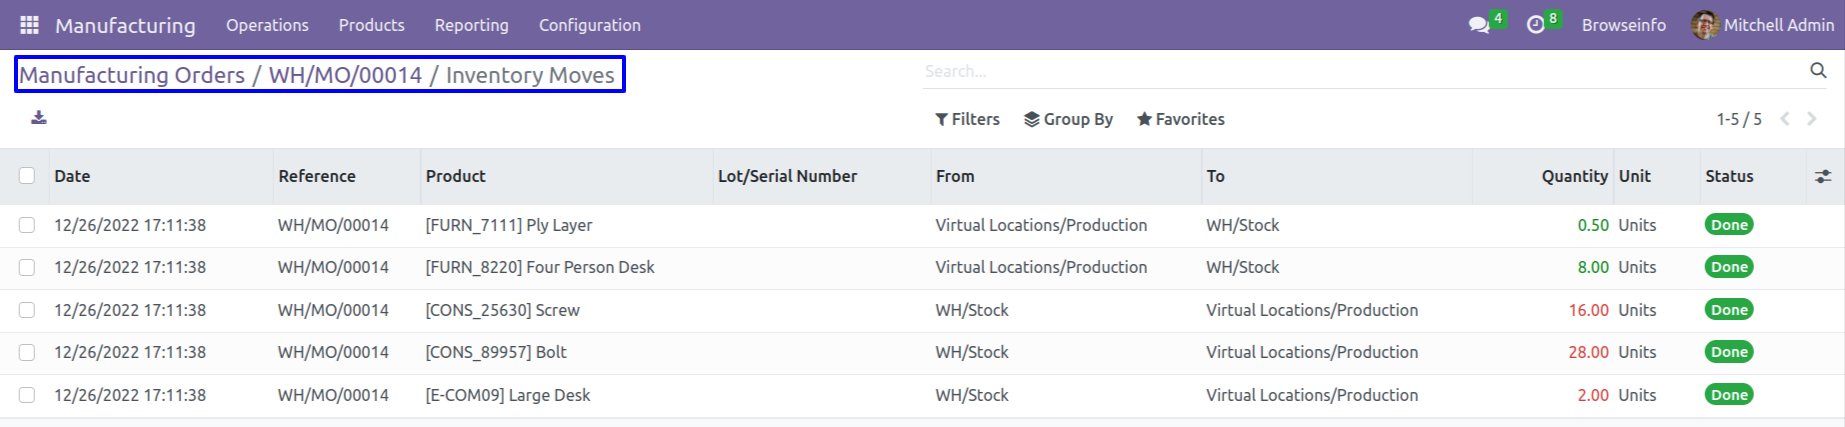 Manufacturing Operations Products Reporting Configuration 4 8 Browseinfo Mitchell Admin
Manufacturing Orders / WH/MO/00014 / Inventory Moves
Search...
Filters Group By Favorites 1-5 / 5
Date Reference Product Lot/Serial Number From To Quantity Unit Status
12/26/2022 17:11:38 WH/MO/00014 [FURN_7111] Ply Layer Virtual Locations/Production WH/Stock 0.50 Units Done
12/26/2022 17:11:38 WH/MO/00014 [FURN_8220] Four Person Desk Virtual Locations/Production WH/Stock 8.00 Units Done
12/26/2022 17:11:38 WH/MO/00014 [CONS_25630] Screw WH/Stock Virtual Locations/Production 16.00 Units Done
12/26/2022 17:11:38 WH/MO/00014 [CONS_89957] Bolt WH/Stock Virtual Locations/Production 28.00 Units Done
12/26/2022 17:11:38 WH/MO/00014 [E-COM09] Large Desk WH/Stock Virtual Locations/Production 2.00 Units Done